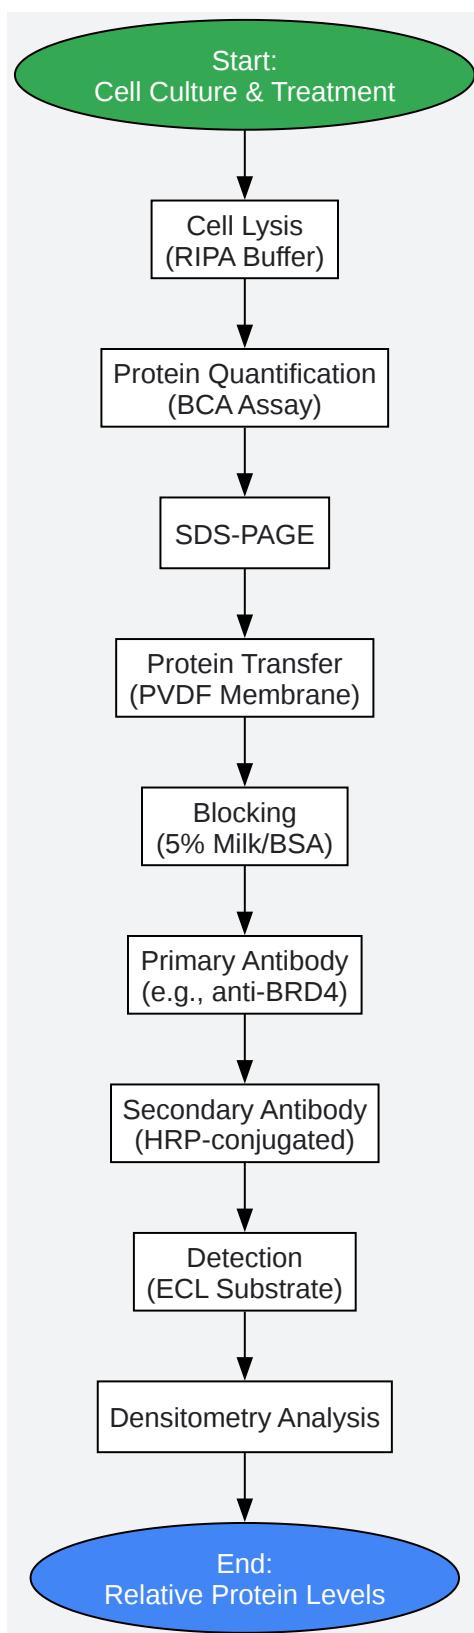 Start:
Cell Culture & Treatment
Cell Lysis
(RIPA Buffer)
Protein Quantification
(BCA Assay)
SDS-PAGE
Protein Transfer
(PVDF Membrane)
Blocking
(5% Milk/BSA)
Primary Antibody
(e.g., anti-BRD4)
Secondary Antibody
(HRP-conjugated)
Detection
(ECL Substrate)
Densitometry Analysis
End:
Relative Protein Levels